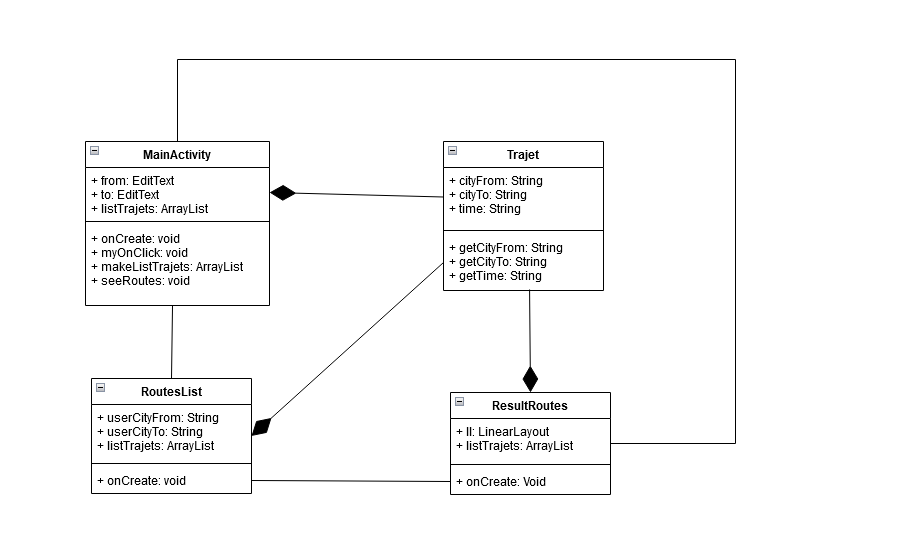 MainActivity
+ from: EditText
+ to: EditText
+ listTrajets: ArrayList
+ onCreate: void
+ myOnClick: void
+ makeListTrajets: ArrayList
+ seeRoutes: void
Trajet
+ cityFrom: String
+ cityTo: String
+ time: String
+ getCityFrom: String
+ getCityTo: String
+ getTime: String
RoutesList
+ userCityFrom: String
+ userCityTo: String
+ listTrajets: ArrayList
+ onCreate: void
ResultRoutes
+ ll: LinearLayout
+ listTrajets: ArrayList
+ onCreate: Void